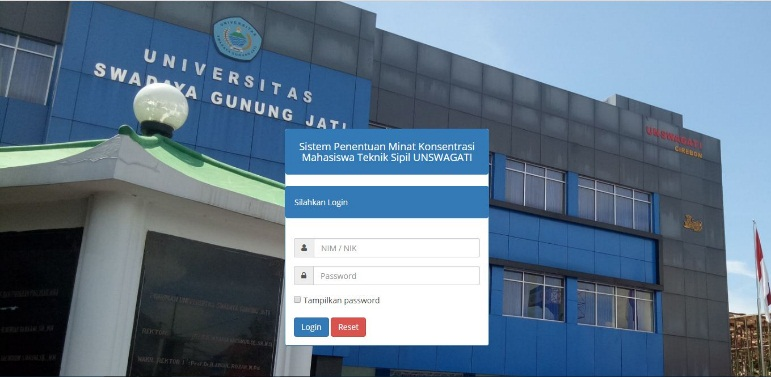 UNIVERSITAS
SWADAYA GUNUNG JATI
UNSWAGATI
CIREBON
Sistem Penentuan Minat Konsentrasi
Mahasiswa Teknik Sipil UNSWAGATI
Silahkan Login
NIM / NIK
Password
Tampilkan password
Login
Reset